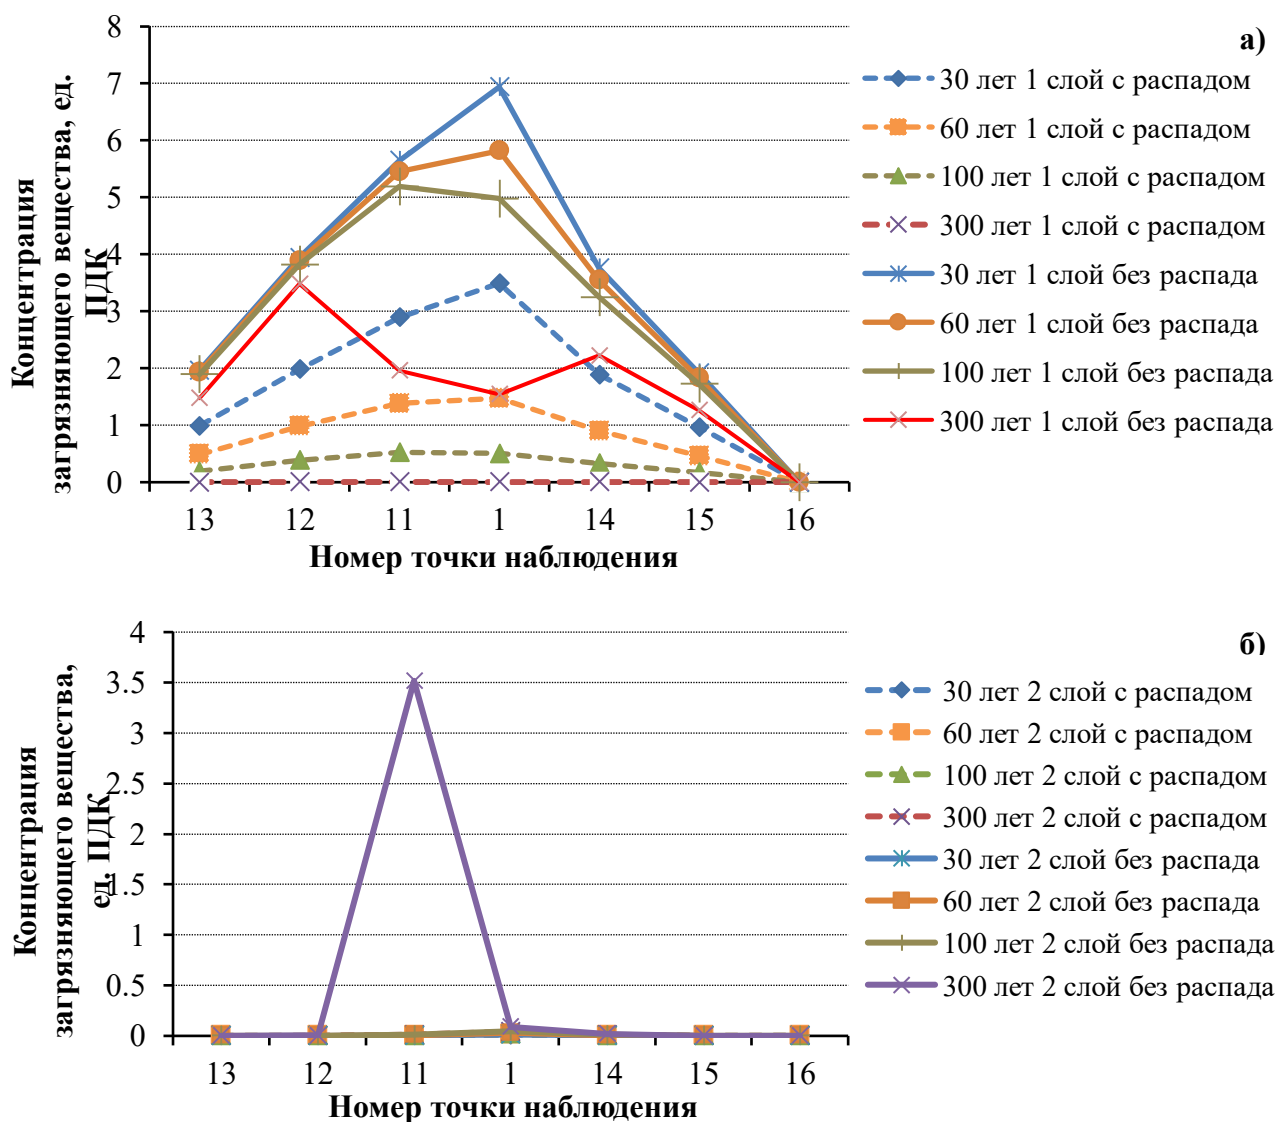 а)
Концентрация
загрязняющего вещества, ед.
ПДК
8
7
6
5
4
3
2
1
0
13 12 11 1 14 15 16
Номер точки наблюдения
30 лет 1 слой с распадом
60 лет 1 слой с распадом
100 лет 1 слой с распадом
300 лет 1 слой с распадом
30 лет 1 слой без распада
60 лет 1 слой без распада
100 лет 1 слой без распада
300 лет 1 слой без распада
б)
Концентрация
загрязняющего вещества,
ед. ПДК
4
3.5
3
2.5
2
1.5
1
0.5
0
13 12 11 1 14 15 16
Номер точки наблюдения
30 лет 2 слой с распадом
60 лет 2 слой с распадом
100 лет 2 слой с распадом
300 лет 2 слой с распадом
30 лет 2 слой без распада
60 лет 2 слой без распада
100 лет 2 слой без распада
300 лет 2 слой без распада